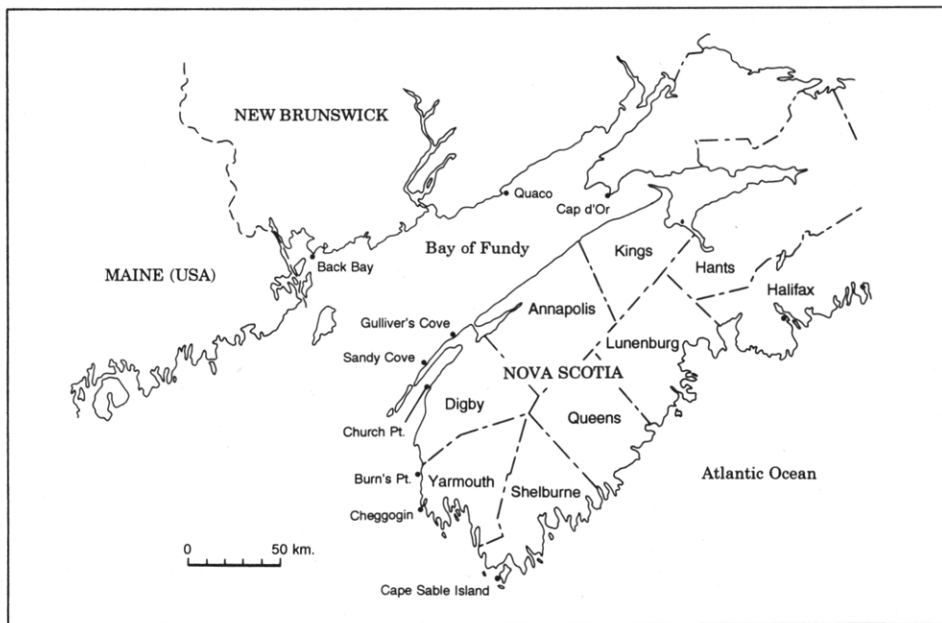 NEW BRUNSWICK
Quaco
Cap d'Or
Bay of Fundy
Kings
Back Bay
Hants
MAINE (USA)
Halifax
Annapolis
Gulliver's Cove
Lunenburg
Sandy Cove
NOVA SCOTIA
Digby
Queens
Church Pt.
Atlantic Ocean
Burn's Pt.
Yarmouth
Shelburne
Cheggogin
0 50 km.
Cape Sable Island